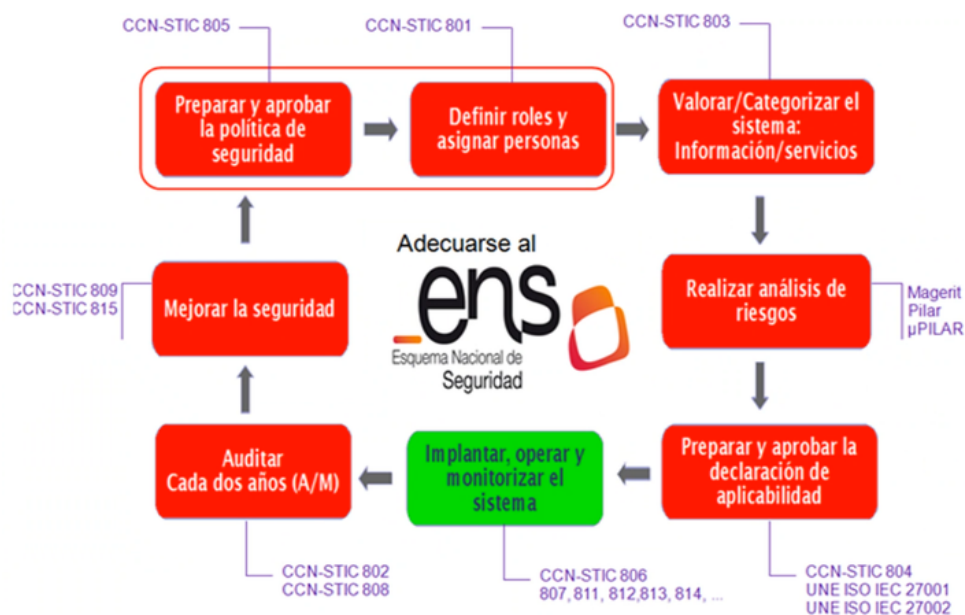 CCN-STIC 805
CCN-STIC 801
CCN-STIC 803
Preparar y aprobar
la política de
seguridad
Definir roles y
asignar personas
Valorar/Categorizar el
sistema:
Información/servicios
Adecuarse al
ens
Esquema Nacional de
Seguridad
CCN-STIC 809
CCN-STIC 815
Mejorar la seguridad
Realizar análisis de
riesgos
Magerit
Pilar
µPILAR
Auditar
Cada dos años (A/M)
Implantar, operar y
monitorizar el
sistema
Preparar y aprobar la
declaración de
aplicabilidad
CCN-STIC 802
CCN-STIC 808
CCN-STIC 806
807, 811, 812,813, 814, ...
CCN-STIC 804
UNE ISO IEC 27001
UNE ISO IEC 27002